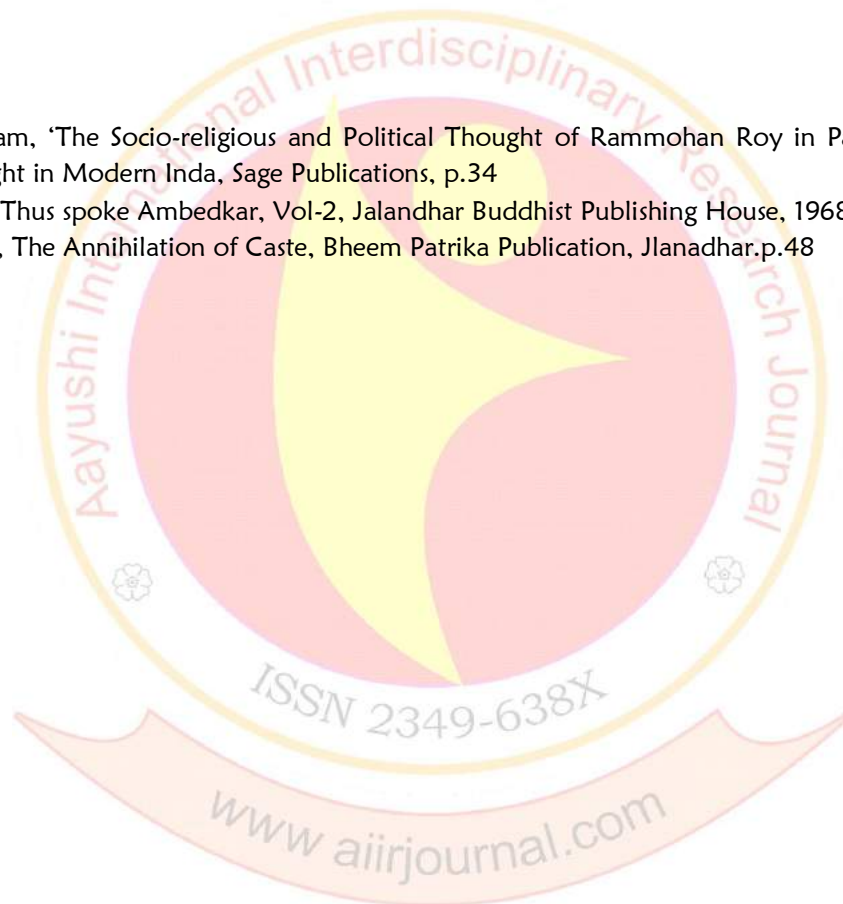 Aayushi International Interdisciplinary Research Journal
am, ‘The Socio-religious and Political Thought of Rammohan Roy in Pa
ght in Modern Inda, Sage Publications, p.34
Thus spoke Ambedkar, Vol-2, Jalandhar Buddhist Publishing House, 1968
, The Annihilation of Caste, Bheem Patrika Publication, Jlanadhar.p.48
ISSN 2349-638X
www aiirjournal.com